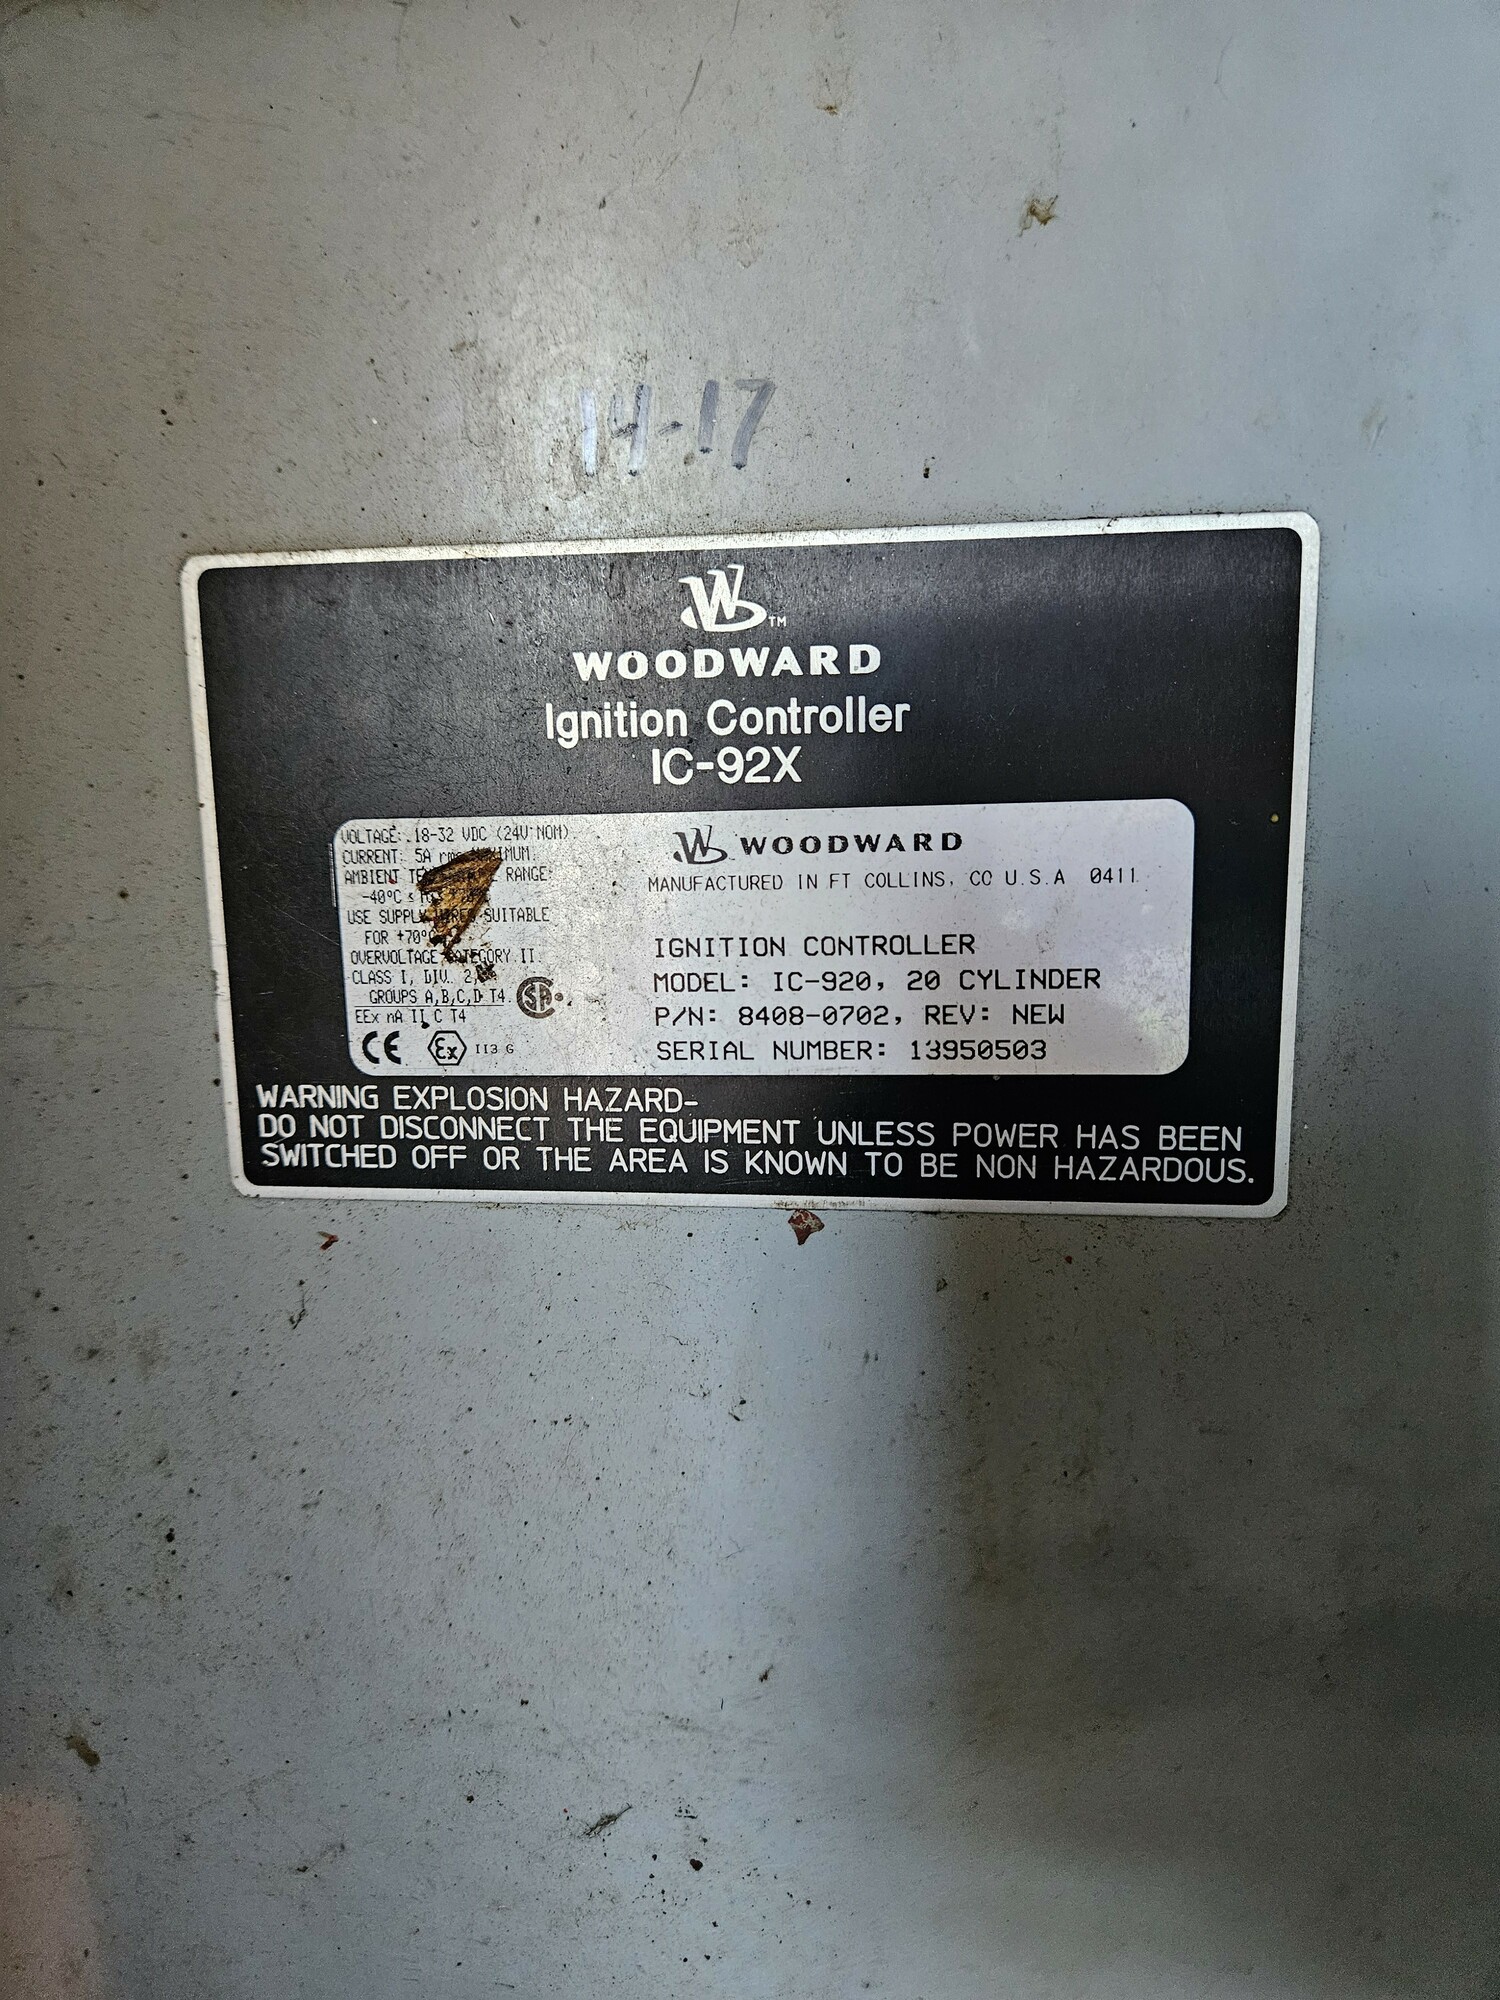 14-17
W TM
WOODWARD
Ignition Controller
IC-92X
VOLTAGE: 18-32 VDC (24V NOM)
CURRENT: 5A rms
AMBIENT RANGE:
-40°C ≤
USE SUPPLY SUITABLE
FOR +70°
OVERVOLTAGE CATEGORY II.
CLASS I, DIV. 2,
GROUPS A,B,C,D T4
EEx nA II C T4
CE Ex II3 G
W WOODWARD
MANUFACTURED IN FT COLLINS, CO U.S.A 0411
IGNITION CONTROLLER
MODEL: IC-920, 20 CYLINDER
P/N: 8408-0702, REV: NEW
SERIAL NUMBER: 13950503
WARNING EXPLOSION HAZARD-
DO NOT DISCONNECT THE EQUIPMENT UNLESS POWER HAS BEEN
SWITCHED OFF OR THE AREA IS KNOWN TO BE NON HAZARDOUS.